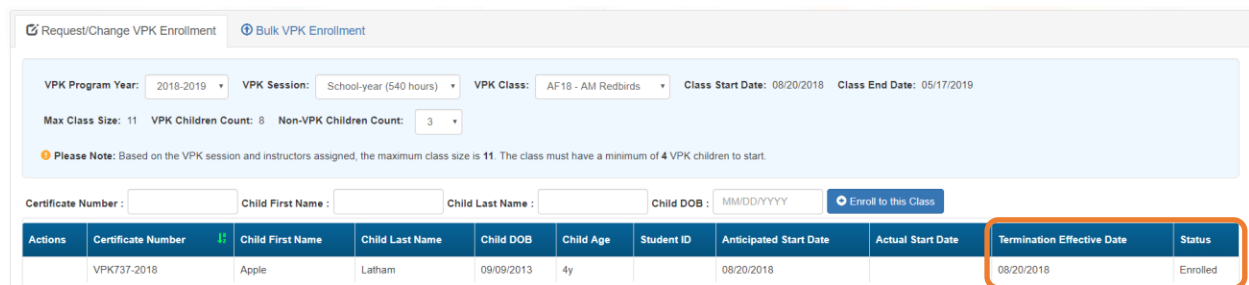 Request/Change VPK Enrollment Bulk VPK Enrollment
VPK Program Year: 2018-2019 VPK Session: School-year (540 hours) VPK Class: AF18 - AM Redbirds Class Start Date: 08/20/2018 Class End Date: 05/17/2019
Max Class Size: 11 VPK Children Count: 8 Non-VPK Children Count: 3
Please Note: Based on the VPK session and instructors assigned, the maximum class size is 11. The class must have a minimum of 4 VPK children to start.
Certificate Number : Child First Name : Child Last Name : Child DOB : MM/DD/YYYY Enroll to this Class
Actions Certificate Number Child First Name Child Last Name Child DOB Child Age Student ID Anticipated Start Date Actual Start Date Termination Effective Date Status
VPK737-2018 Apple Latham 09/09/2013 4y 08/20/2018 08/20/2018 Enrolled